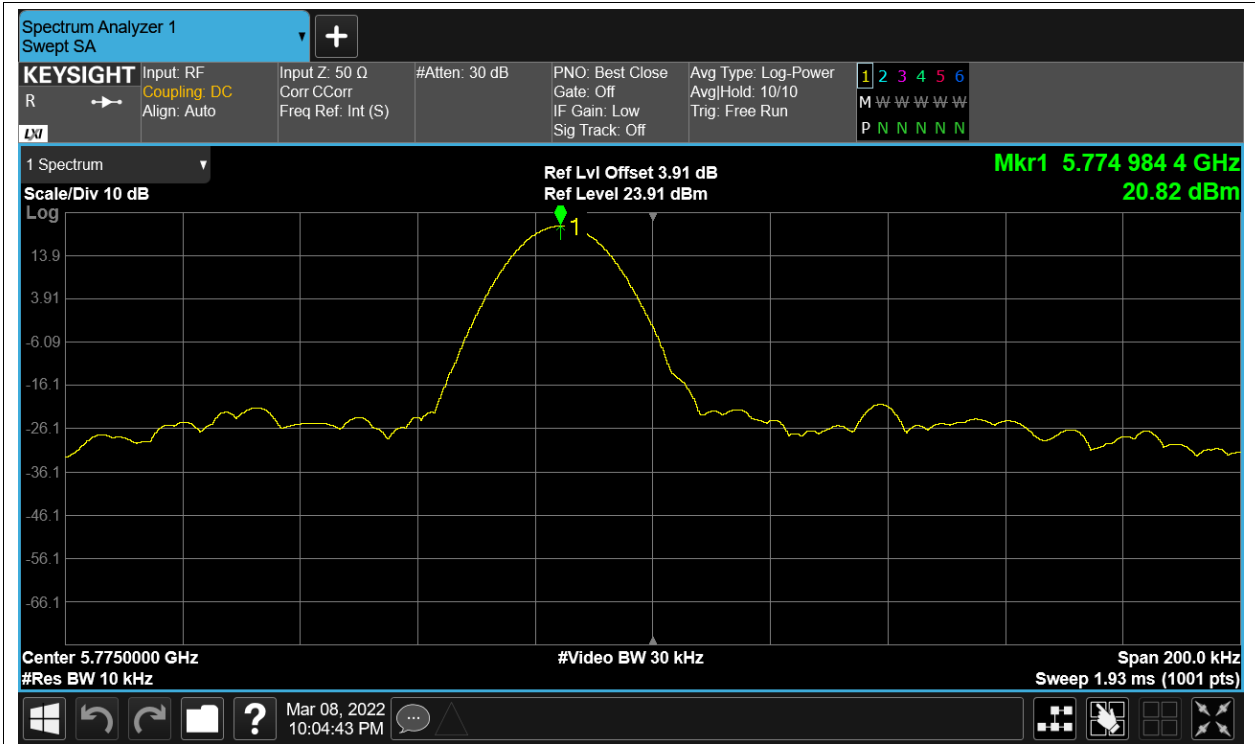 Spectrum Analyzer 1
Swept SA
KEYSIGHT
R
LXI
Input: RF
Coupling: DC
Align: Auto
Input Z: 50 Ω
Corr CCorr
Freq Ref: Int (S)
#Atten: 30 dB
PNO: Best Close
Gate: Off
IF Gain: Low
Sig Track: Off
Avg Type: Log-Power
Avg|Hold: 10/10
Trig: Free Run
1 2 3 4 5 6
M W W W W W W
P N N N N N
1 Spectrum
Scale/Div 10 dB
Log
Ref Lvl Offset 3.91 dB
Ref Level 23.91 dBm
Mkr1 5.774 984 4 GHz
20.82 dBm
1
13.9
3.91
-6.09
-16.1
-26.1
-36.1
-46.1
-56.1
-66.1
Center 5.7750000 GHz
#Res BW 10 kHz
#Video BW 30 kHz
Span 200.0 kHz
Sweep 1.93 ms (1001 pts)
?
Mar 08, 2022
10:04:43 PM